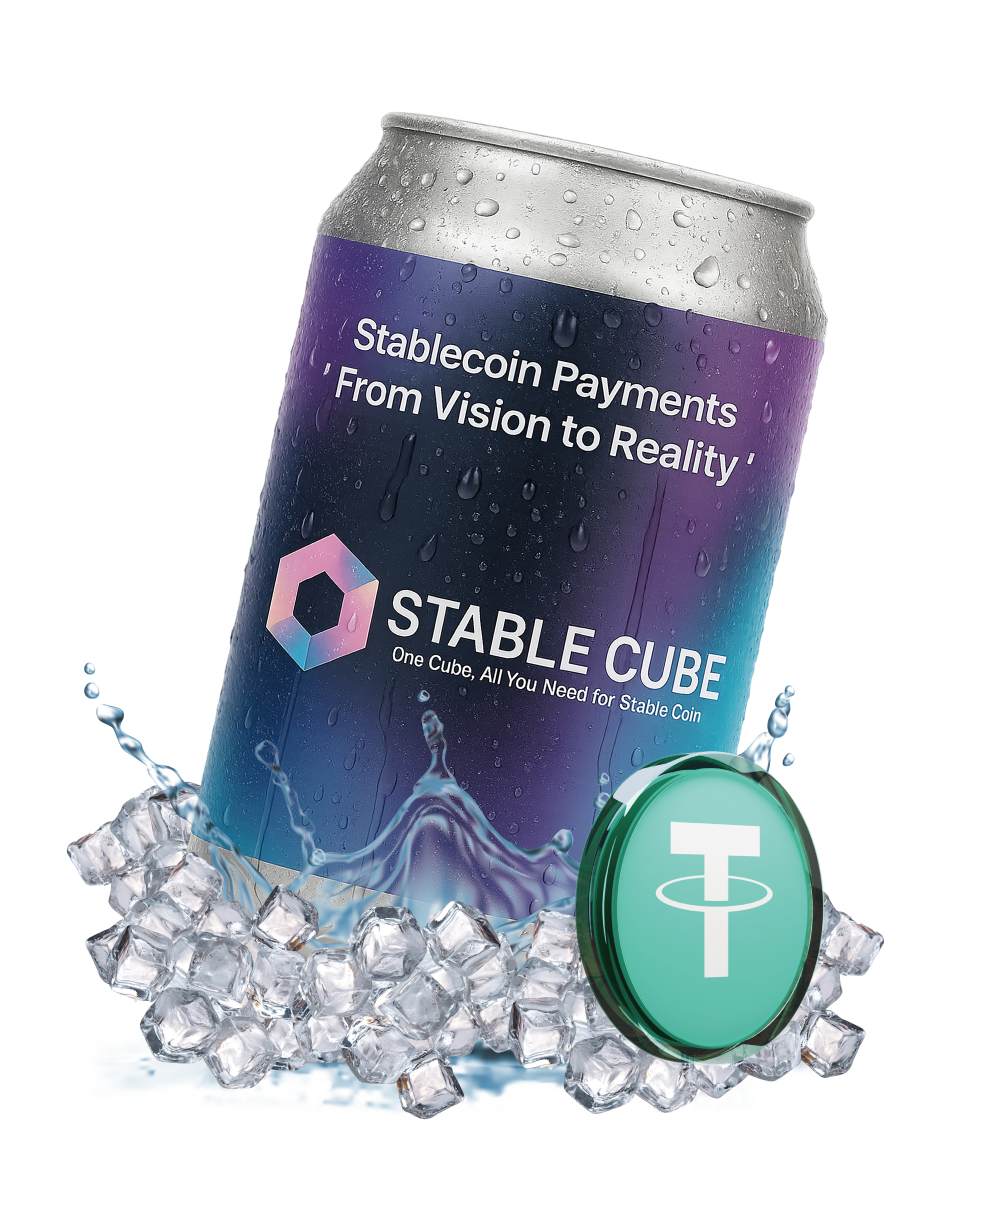 Stablecoin Payments
' From Vision to Reality '
STABLE CUBE
One Cube, All You Need for Stable Coin